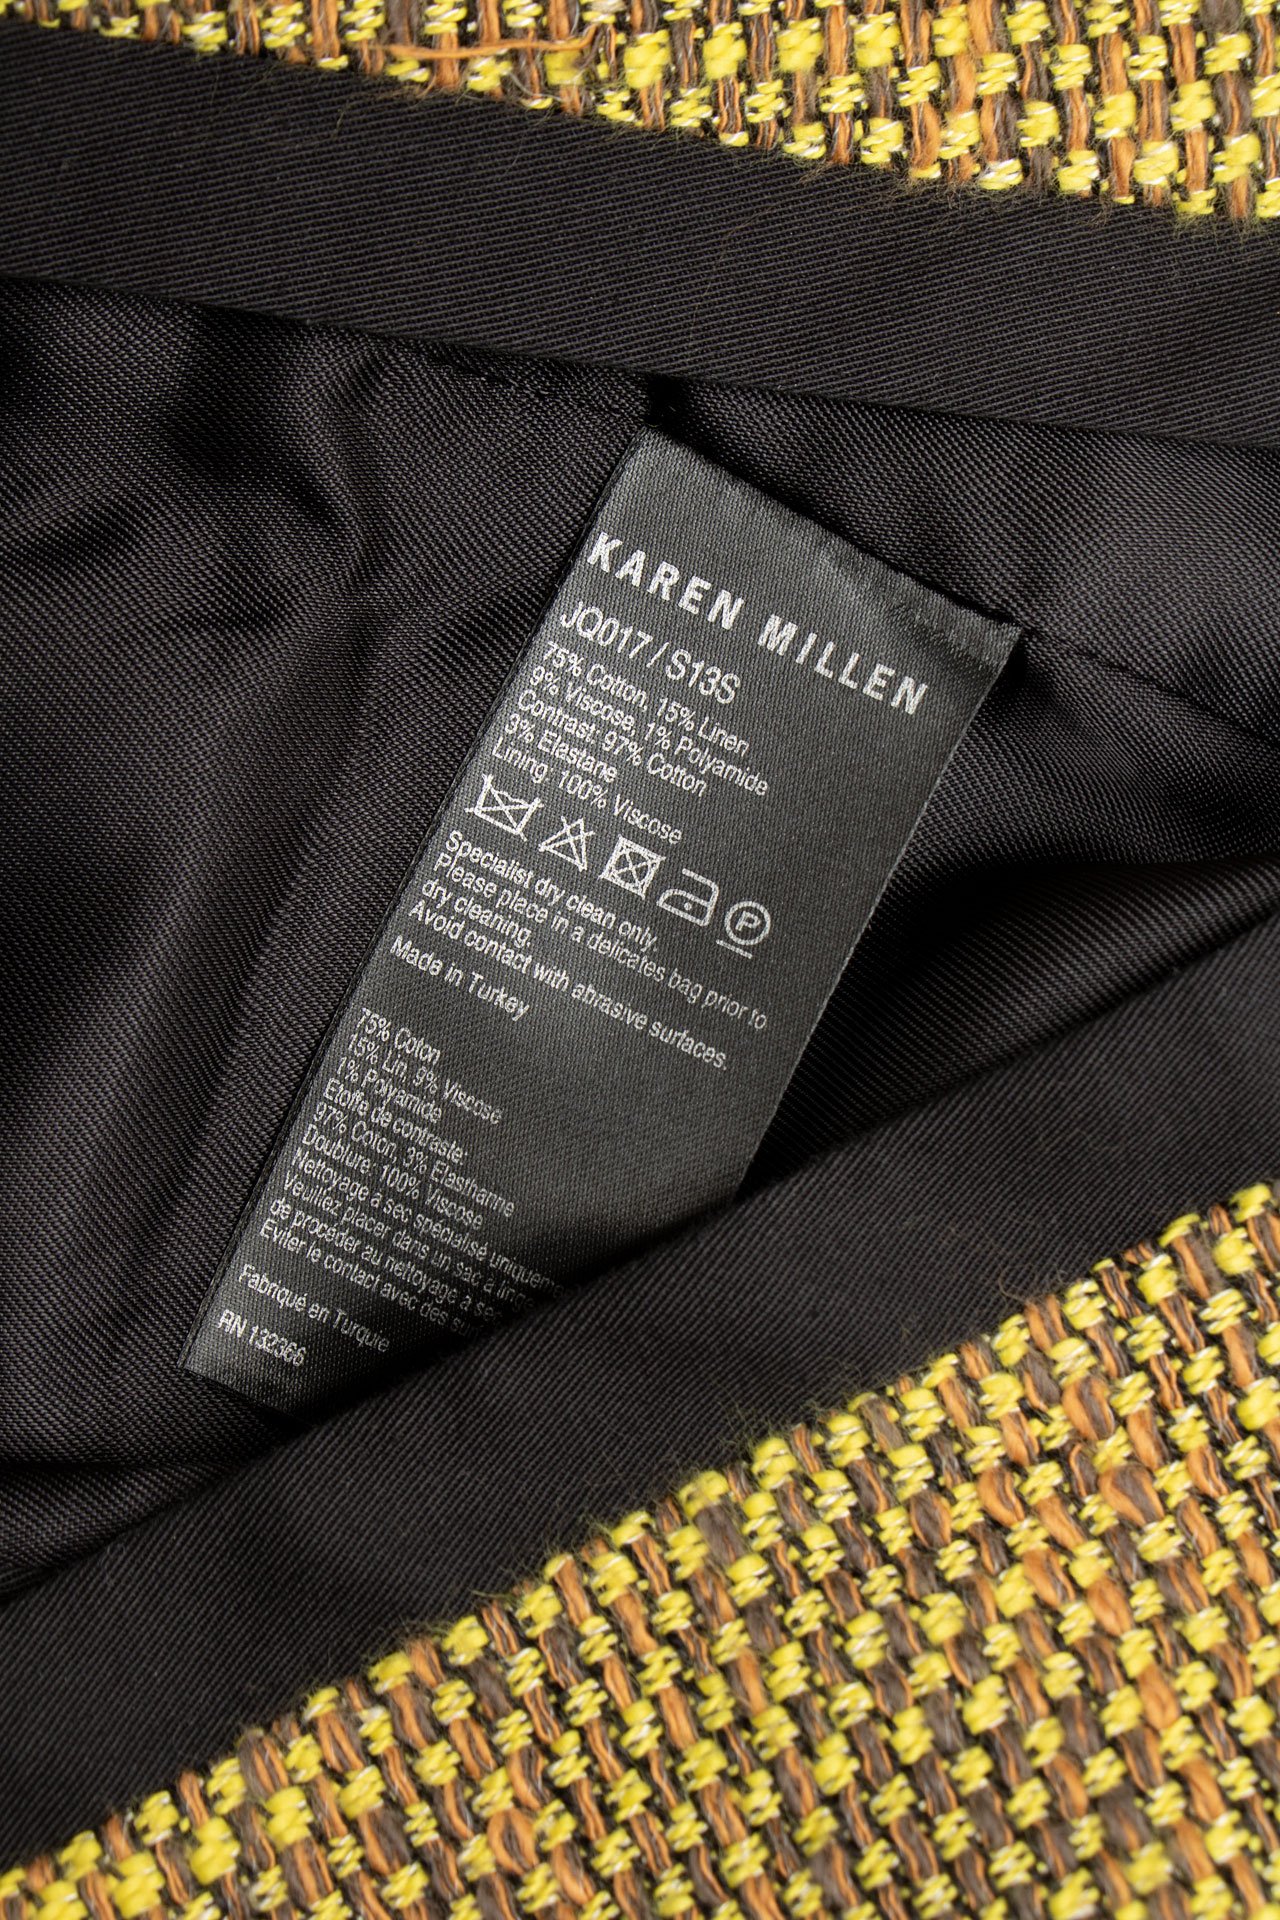 KAREN MILLEN
JQ017 / S13S
75% Cotton, 15% Linen
9% Viscose, 1% Polyamide
Contrast: 97% Cotton
3% Elastane
Lining: 100% Viscose
P
Specialist dry clean only.
Please place in a delicates bag prior to
dry cleaning.
Avoid contact with abrasive surfaces.
Made in Turkey
75% Coton
15% Lin, 9% Viscose
1% Polyamide
Etoffe de contraste:
97% Coton, 3% Elasthanne
Doublure: 100% Viscose
Nettoyage à sec spécialisé
Veuillez placer dans un sac à
de procéder au nettoyage à sec
Eviter le contact avec des
Fabriqué en Turquie
RN 132366